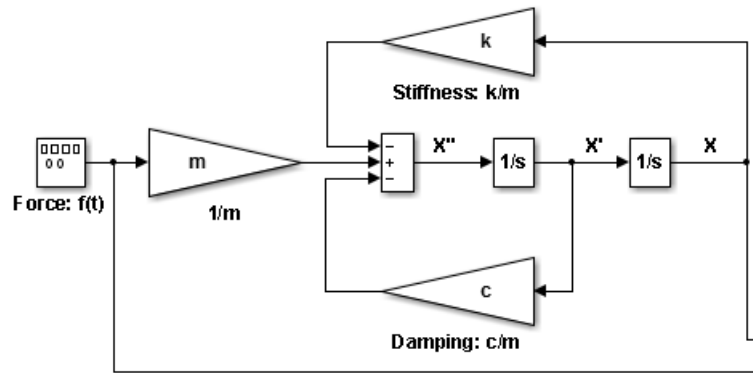 k
Stiffness: k/m
−
+
−
X''
1/s
X'
1/s
X
m
Force: f(t)
1/m
c
Damping: c/m